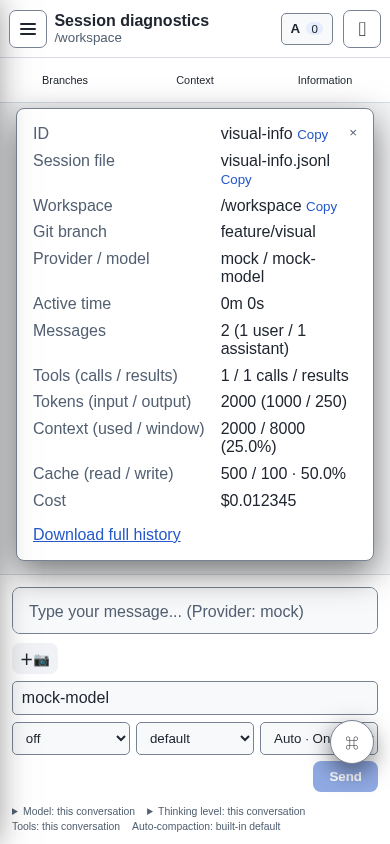 Session diagnostics
/workspace
A 0
Branches Context Information
ID visual-info Copy ×
Session file visual-info.jsonl
Copy
Workspace /workspace Copy
Git branch feature/visual
Provider / model mock / mock-
model
Active time 0m 0s
Messages 2 (1 user / 1
assistant)
Tools (calls / results) 1 / 1 calls / results
Tokens (input / output) 2000 (1000 / 250)
Context (used / window) 2000 / 8000
(25.0%)
Cache (read / write) 500 / 100 · 50.0%
Cost $0.012345
Download full history
Type your message... (Provider: mock)
+📷
mock-model
off default Auto · On ⌘
Send
▶ Model: this conversation ▶ Thinking level: this conversation
Tools: this conversation Auto-compaction: built-in default